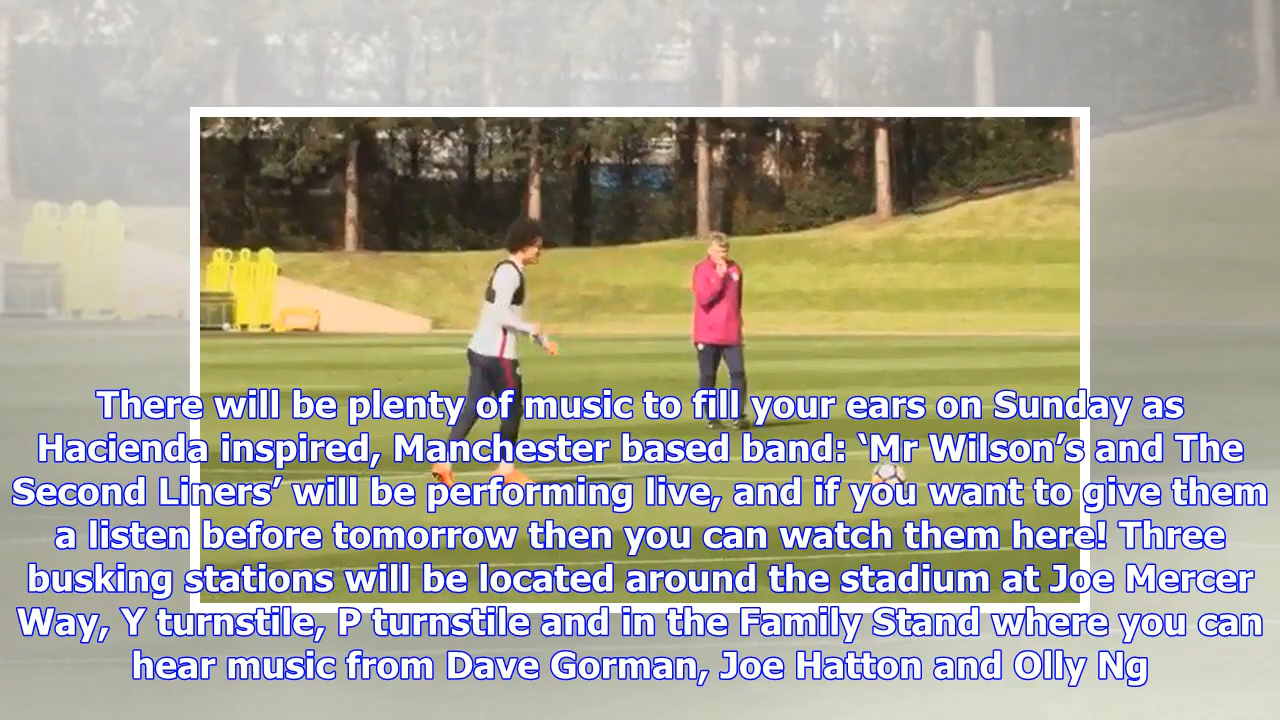 There will be plenty of music to fill your ears on Sunday as
Hacienda inspired, Manchester based band: ‘Mr Wilson’s and The
Second Liners’ will be performing live, and if you want to give them
a listen before tomorrow then you can watch them here! Three
busking stations will be located around the stadium at Joe Mercer
Way, Y turnstile, P turnstile and in the Family Stand where you can
hear music from Dave Gorman, Joe Hatton and Olly Ng